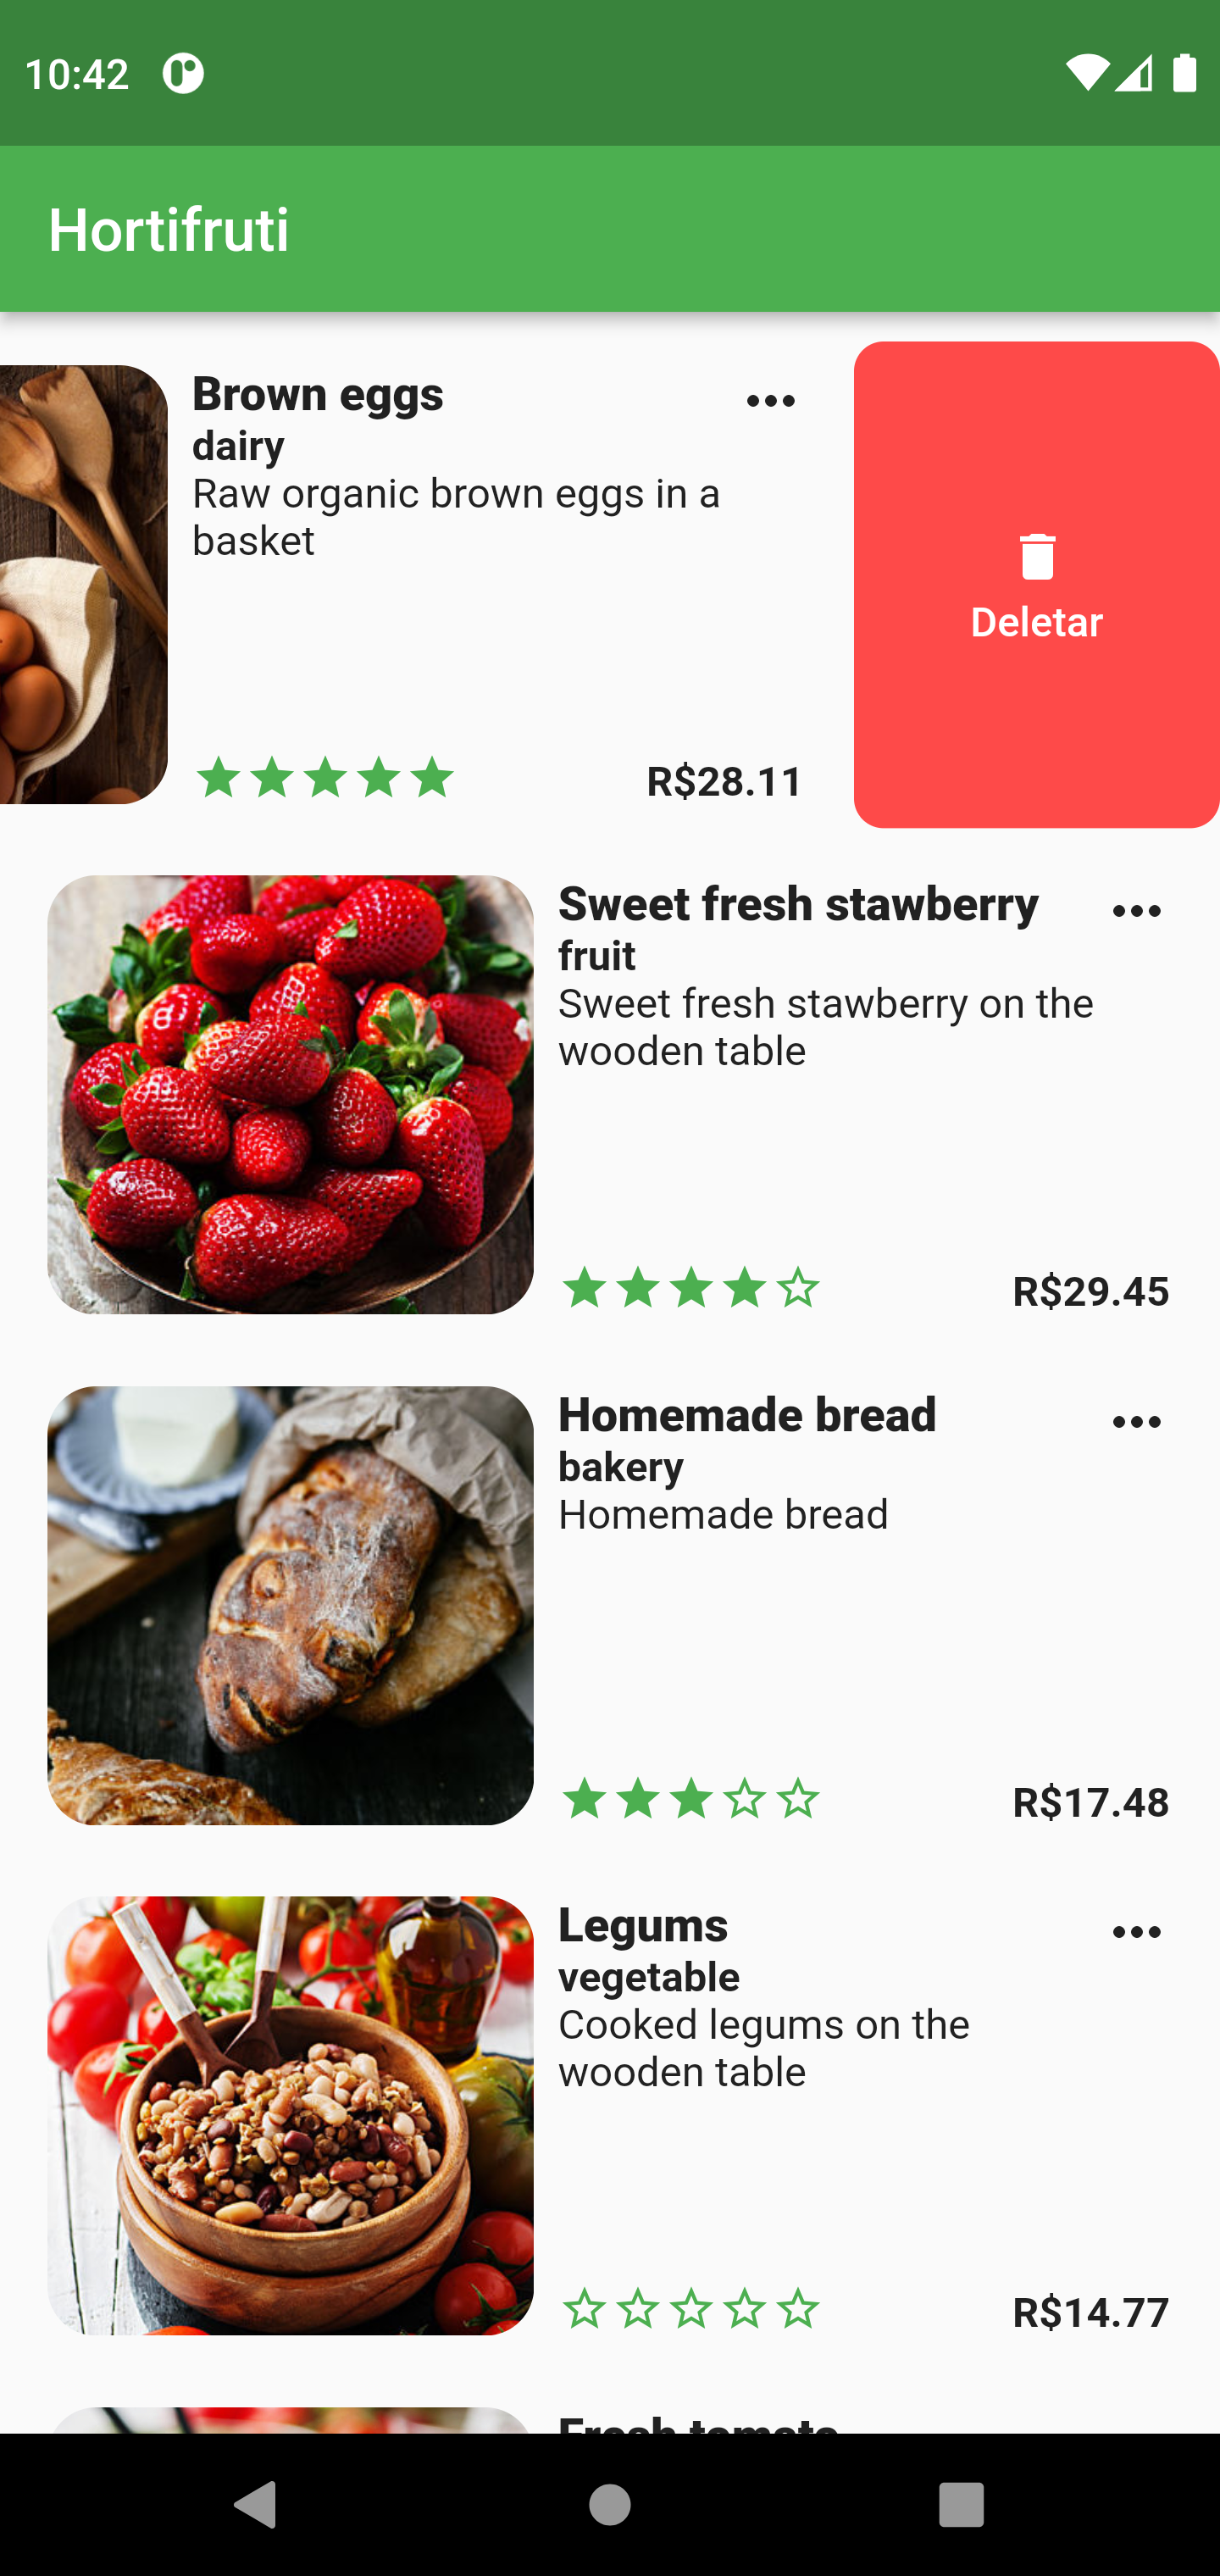 10:42
Hortifruti
Brown eggs
dairy
Raw organic brown eggs in a
basket
R$28.11
Deletar
Sweet fresh stawberry
fruit
Sweet fresh stawberry on the
wooden table
R$29.45
Homemade bread
bakery
Homemade bread
R$17.48
Legums
vegetable
Cooked legums on the
wooden table
R$14.77
Fresh tomato